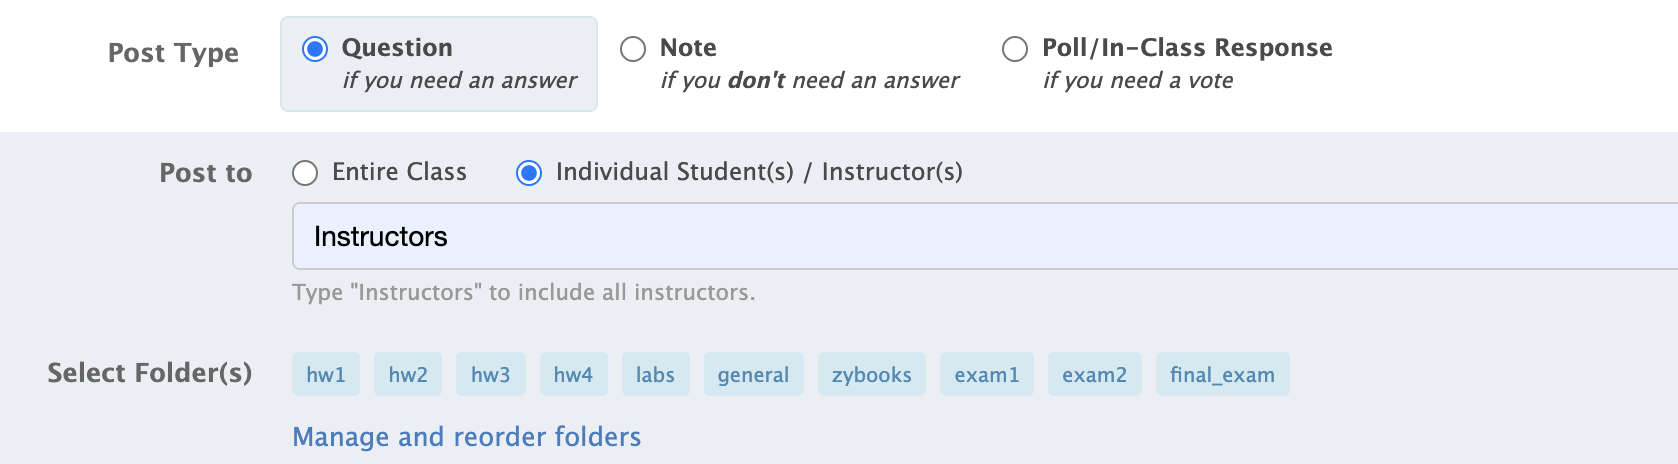 Post Type
Question
if you need an answer
Note
if you don't need an answer
Poll/In-Class Response
if you need a vote
Post to
Entire Class
Individual Student(s) / Instructor(s)
Instructors
Type "Instructors" to include all instructors.
Select Folder(s)
hw1 hw2 hw3 hw4 labs general zybooks exam1 exam2 final_exam
Manage and reorder folders